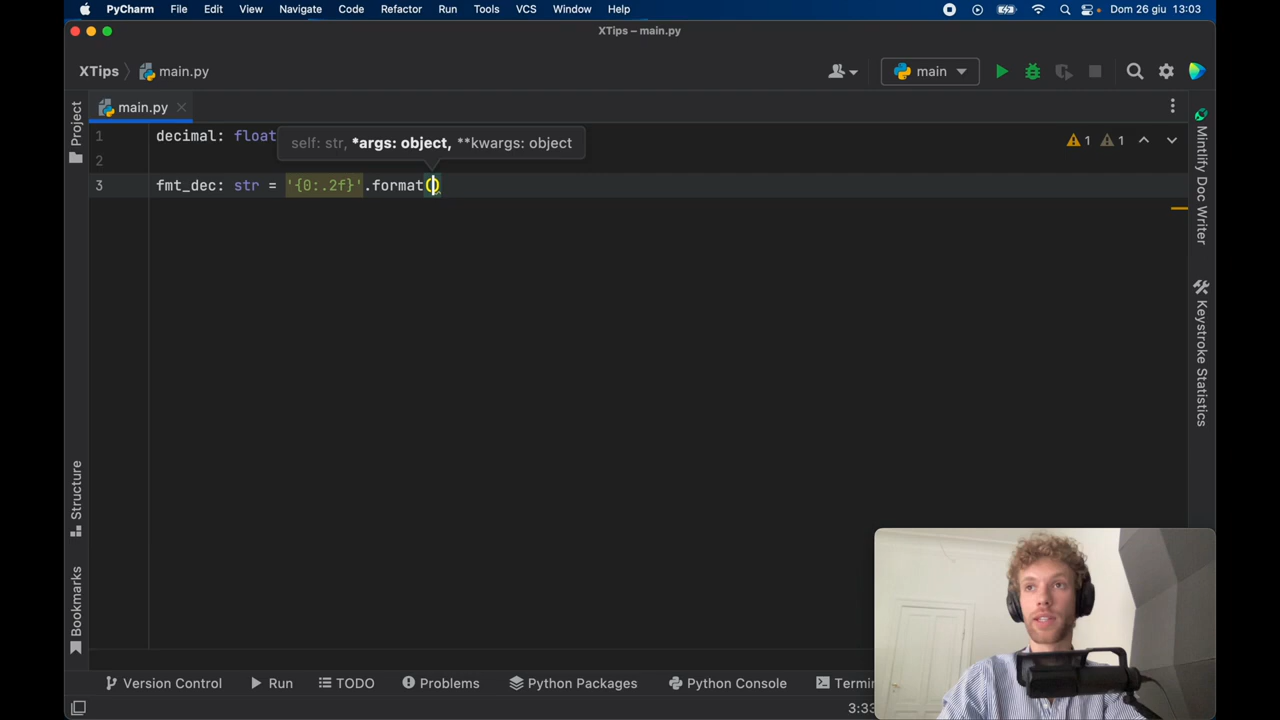 PyCharm File Edit View Navigate Code Refactor Run Tools VCS Window Help Dom 26 giu 13:03
XTips – main.py
XTips main.py main
main.py
Project
1 decimal: float
self: str, *args: object, **kwargs: object
1 1
2
3 fmt_dec: str = '{0:.2f}'.format()
Mintlify Doc Writer
Keystroke Statistics
Structure
Bookmarks
Version Control Run TODO Problems Python Packages Python Console Termi
3:33